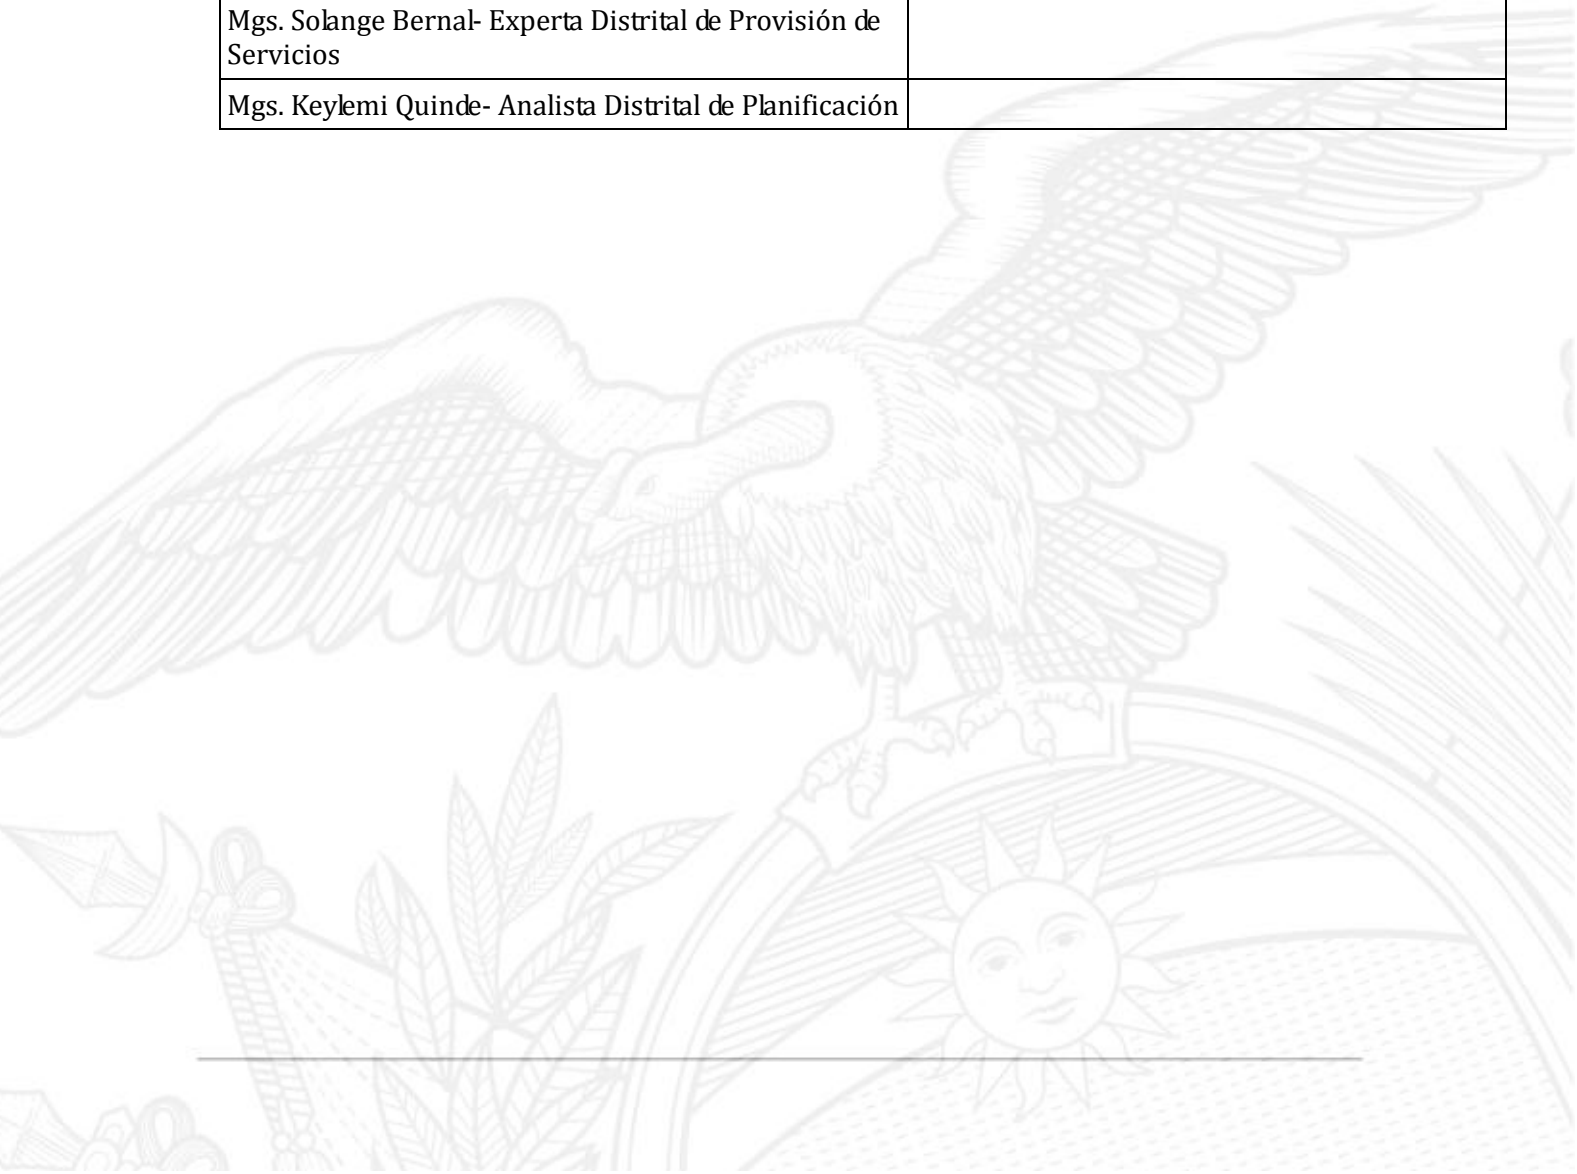 Mgs. Solange Bernal- Experta Distrital de Provisión de
Servicios
Mgs. Keylemi Quinde- Analista Distrital de Planificación